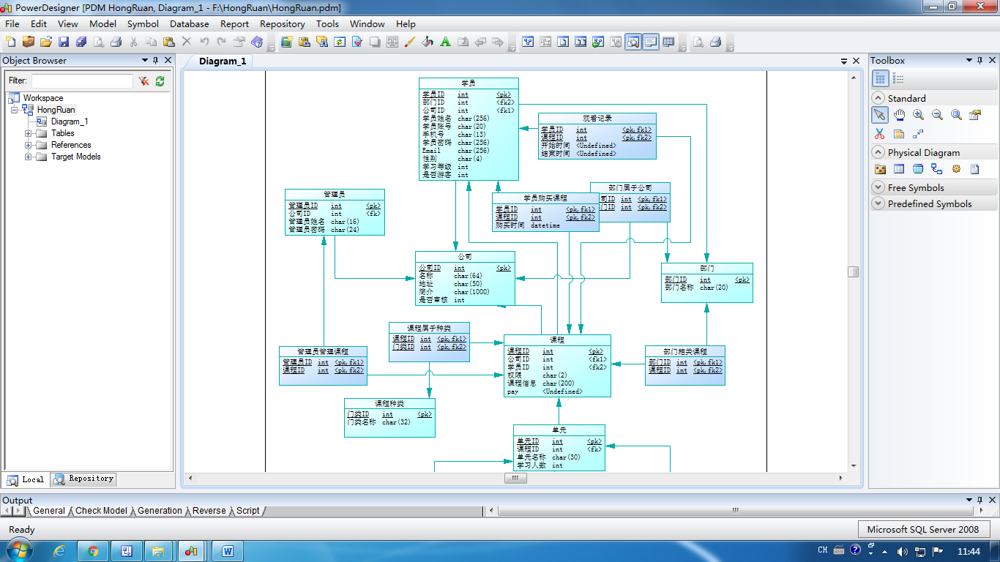 PowerDesigner [PDM HongRuan, Diagram_1 - F:\HongRuan\HongRuan.pdm]
File Edit View Model Symbol Database Report Repository Tools Window Help
Object Browser
Filter:
Workspace
HongRuan
Diagram_1
Tables
References
Target Models
Local Repository
Diagram_1
学员
学员ID int <pk>
部门ID int <fk2>
公司ID int <fk1>
学员姓名 char(256)
学员账号 char(20)
手机号 char(13)
学员密码 char(256)
Email char(256)
性别 char(4)
学习等级 int
是否游客 int
观看记录
学员ID int <pk,fk1>
课程ID int <pk,fk2>
开始时间 <Undefined>
结束时间 <Undefined>
管理员
管理员ID int <pk>
公司ID int <fk>
管理员姓名 char(16)
管理员密码 char(24)
学员购买课程
学员ID int <pk,fk1>
课程ID int <pk,fk2>
购买时间 datetime
部门属于公司
司ID int <pk,fk1>
门ID int <pk,fk2>
公司
公司ID int <pk>
名称 char(64)
地址 char(50)
简介 char(1000)
是否审核 int
部门
部门ID int <pk>
部门名称 char(20)
课程属于种类
课程ID int <pk,fk1>
门类ID int <pk,fk2>
管理员管理课程
管理员ID int <pk,fk1>
课程ID int <pk,fk2>
课程
课程ID int <pk>
公司ID int <fk1>
学员ID int <fk2>
权限 char(2)
课程信息 char(200)
pay <Undefined>
部门相关课程
部门ID int <pk,fk1>
课程ID int <pk,fk2>
课程种类
门类ID int <pk>
门类名称 char(32)
单元
单元ID int <pk>
课程ID int <fk>
单元名称 char(30)
学习人数 int
Toolbox
Standard
Physical Diagram
Free Symbols
Predefined Symbols
Output
General Check Model Generation Reverse Script
Ready
Microsoft SQL Server 2008
CH
11:44